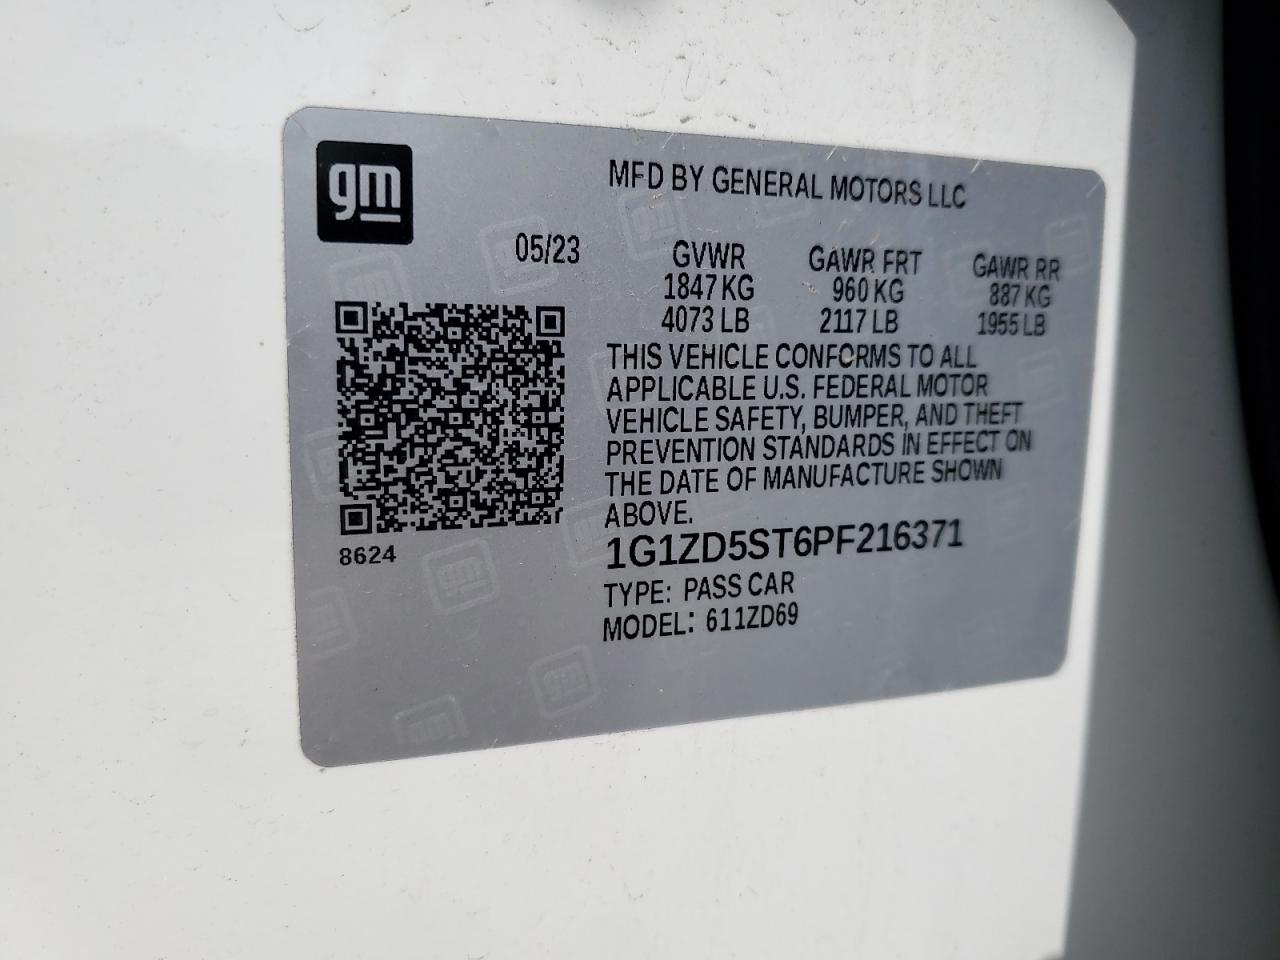 gm
MFD BY GENERAL MOTORS LLC
05/23
GVWR GAWR FRT GAWR RR
1847 KG 960 KG 887 KG
4073 LB 2117 LB 1955 LB
THIS VEHICLE CONFORMS TO ALL
APPLICABLE U.S. FEDERAL MOTOR
VEHICLE SAFETY, BUMPER, AND THEFT
PREVENTION STANDARDS IN EFFECT ON
THE DATE OF MANUFACTURE SHOWN
ABOVE.
8624
1G1ZD5ST6PF216371
TYPE: PASS CAR
MODEL: 611ZD69